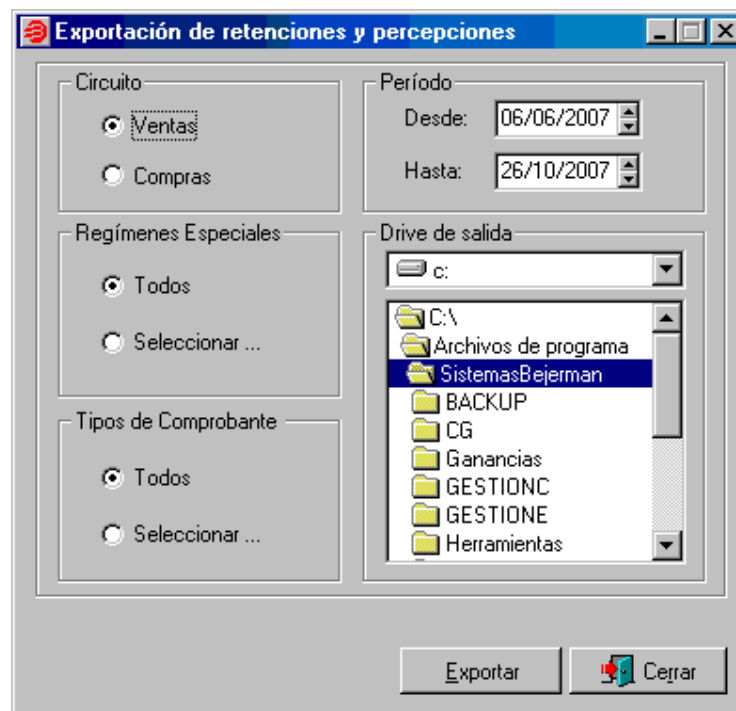 Exportación de retenciones y percepciones
Circuito
Ventas
Compras
Período
Desde: 06/06/2007
Hasta: 26/10/2007
Regímenes Especiales
Todos
Seleccionar ...
Drive de salida
c:
C:\
Archivos de programa
SistemasBejerman
BACKUP
CG
Ganancias
GESTIONC
GESTIONE
Herramientas
Tipos de Comprobante
Todos
Seleccionar ...
Exportar
Cerrar